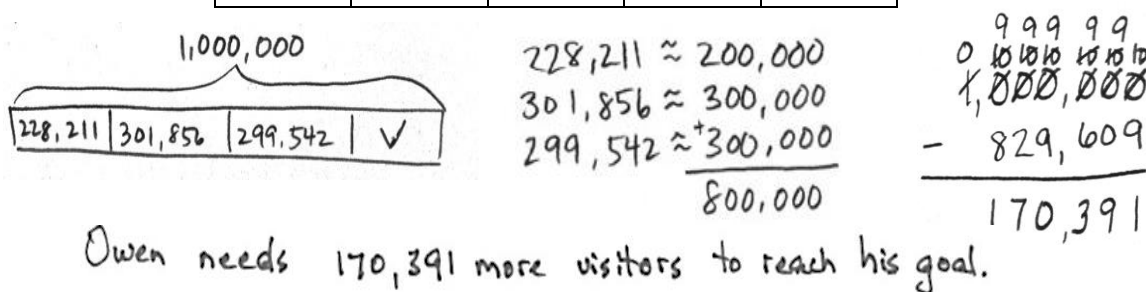 1,000,000
228,211 301,856 299,542 V
228,211 ≈ 200,000
301,856 ≈ 300,000
299,542 ≈ +300,000
800,000
9 9 9 9 9
0 10 10 10 10 10 10
1,000,000
- 829,609
170,391
Owen needs 170,391 more visitors to reach his goal.